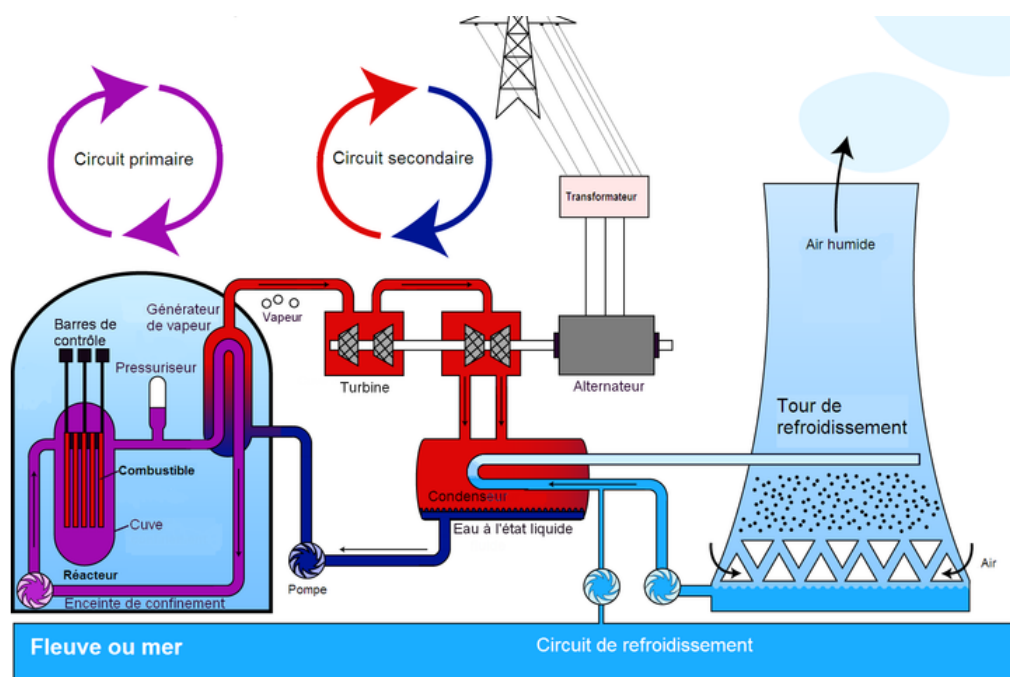 Circuit primaire
Circuit secondaire
Transformateur
Air humide
Générateur
de vapeur
Vapeur
Barres de
contrôle
Pressuriseur
Turbine
Alternateur
Tour de
refroidissement
Combustible
Condenseur
Cuve
Eau à l'état liquide
Réacteur
Pompe
Air
Enceinte de confinement
Fleuve ou mer
Circuit de refroidissement